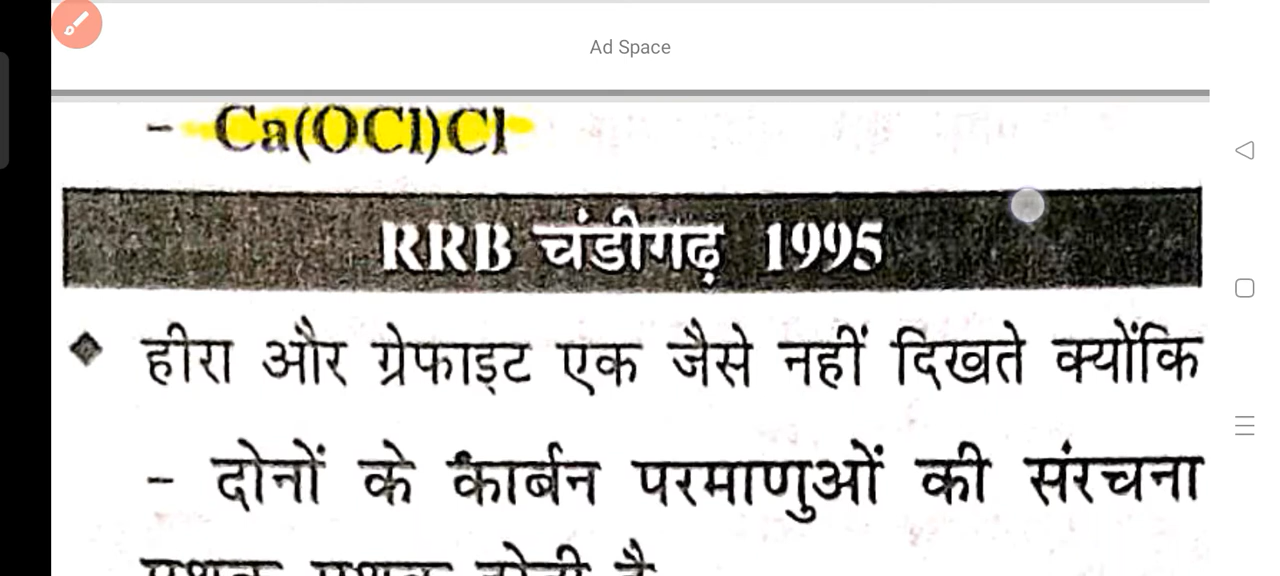 Ad Space
- Ca(OCl)Cl
RRB चंडीगढ़ 1995
◆ हीरा और ग्रेफाइट एक जैसे नहीं दिखते क्योंकि
- दोनों के कार्बन परमाणुओं की संरचना